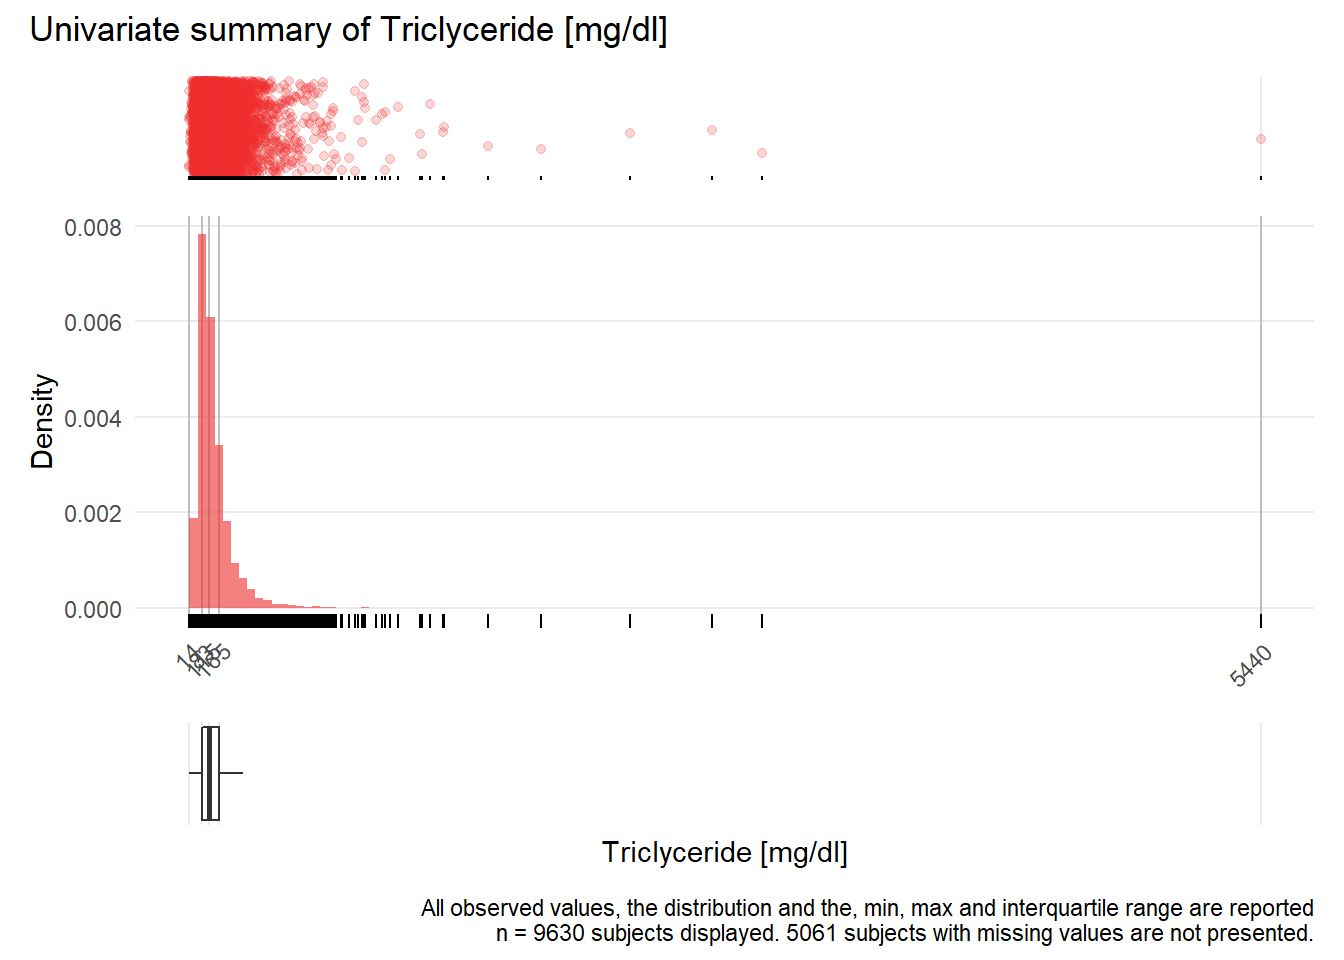 Univariate summary of Triclyceride [mg/dl]
0.008
0.006
0.004
0.002
0.000
Density
14
5440
Triclyceride [mg/dl]
All observed values, the distribution and the, min, max and interquartile range are reported
n = 9630 subjects displayed. 5061 subjects with missing values are not presented.